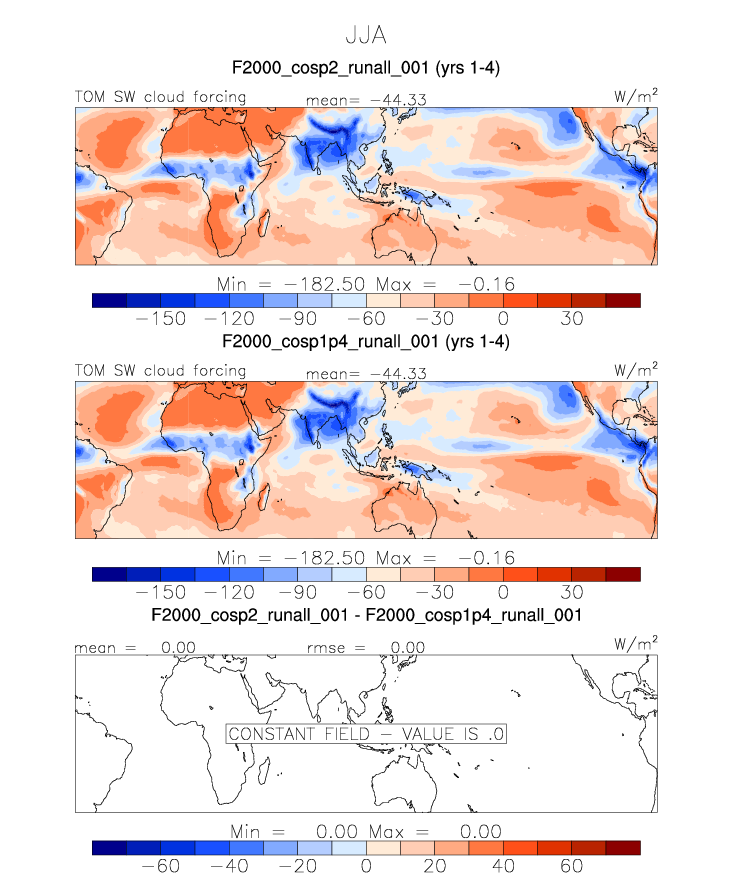 JJA
F2000_cosp2_runall_001 (yrs 1-4)
TOM SW cloud forcing mean= −44.33 W/m²
Min = −182.50 Max = −0.16
−150 −120 −90 −60 −30 0 30
F2000_cosp1p4_runall_001 (yrs 1-4)
TOM SW cloud forcing mean= −44.33 W/m²
Min = −182.50 Max = −0.16
−150 −120 −90 −60 −30 0 30
F2000_cosp2_runall_001 - F2000_cosp1p4_runall_001
mean = 0.00 rmse = 0.00 W/m²
CONSTANT FIELD − VALUE IS .0
Min = 0.00 Max = 0.00
−60 −40 −20 0 20 40 60